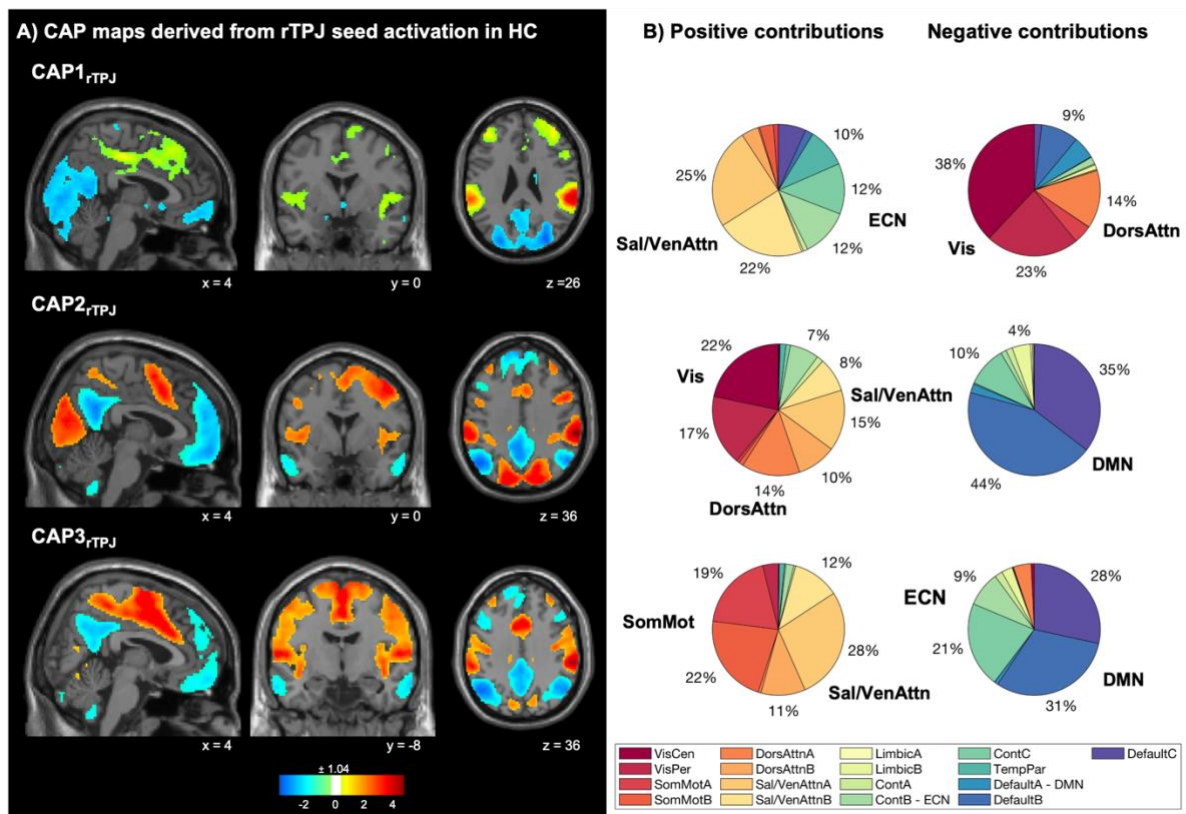 A) CAP maps derived from rTPJ seed activation in HC
CAP1rTPJ
x = 4
y = 0
z =26
CAP2rTPJ
x = 4
y = 0
z = 36
CAP3rTPJ
x = 4
y = -8
z = 36
± 1.04
-2 0 2 4
B) Positive contributions
Negative contributions
10%
25%
12%
ECN
Sal/VenAttn
12%
22%
9%
38%
14%
DorsAttn
Vis
23%
7%
22%
8%
Vis
Sal/VenAttn
15%
17%
10%
14%
DorsAttn
4%
10%
35%
DMN
44%
12%
19%
SomMot
28%
22%
Sal/VenAttn
11%
9%
28%
ECN
21%
DMN
31%
VisCen DorsAttnA LimbicA ContC DefaultC
VisPer DorsAttnB LimbicB TempPar
SomMotA Sal/VenAttnA ContA DefaultA - DMN
SomMotB Sal/VenAttnB ContB - ECN DefaultB